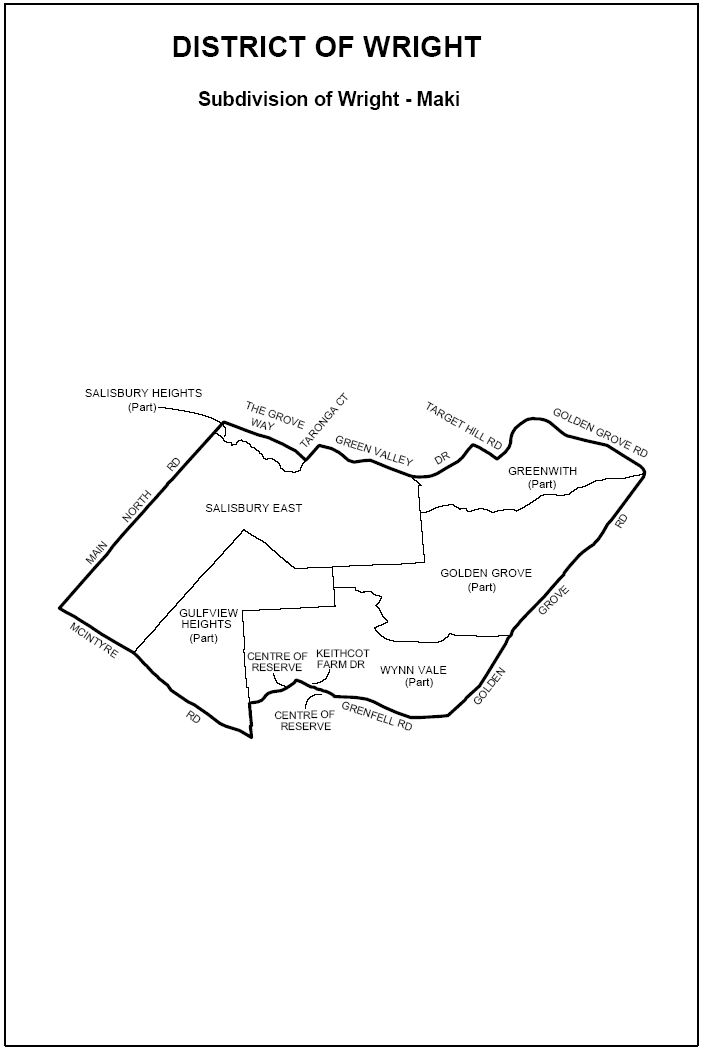 DISTRICT OF WRIGHT
Subdivision of Wright - Maki
SALISBURY HEIGHTS
(Part)
THE GROVE
WAY
TARONGA CT
GREEN VALLEY
DR
TARGET HILL RD
GOLDEN GROVE RD
GREENWITH
(Part)
MAIN
NORTH
RD
SALISBURY EAST
RD
GOLDEN GROVE
(Part)
GROVE
GOLDEN
GULFVIEW
HEIGHTS
(Part)
MCINTYRE
RD
CENTRE OF
RESERVE
KEITHCOT
FARM DR
WYNN VALE
(Part)
CENTRE OF
RESERVE
GRENFELL RD